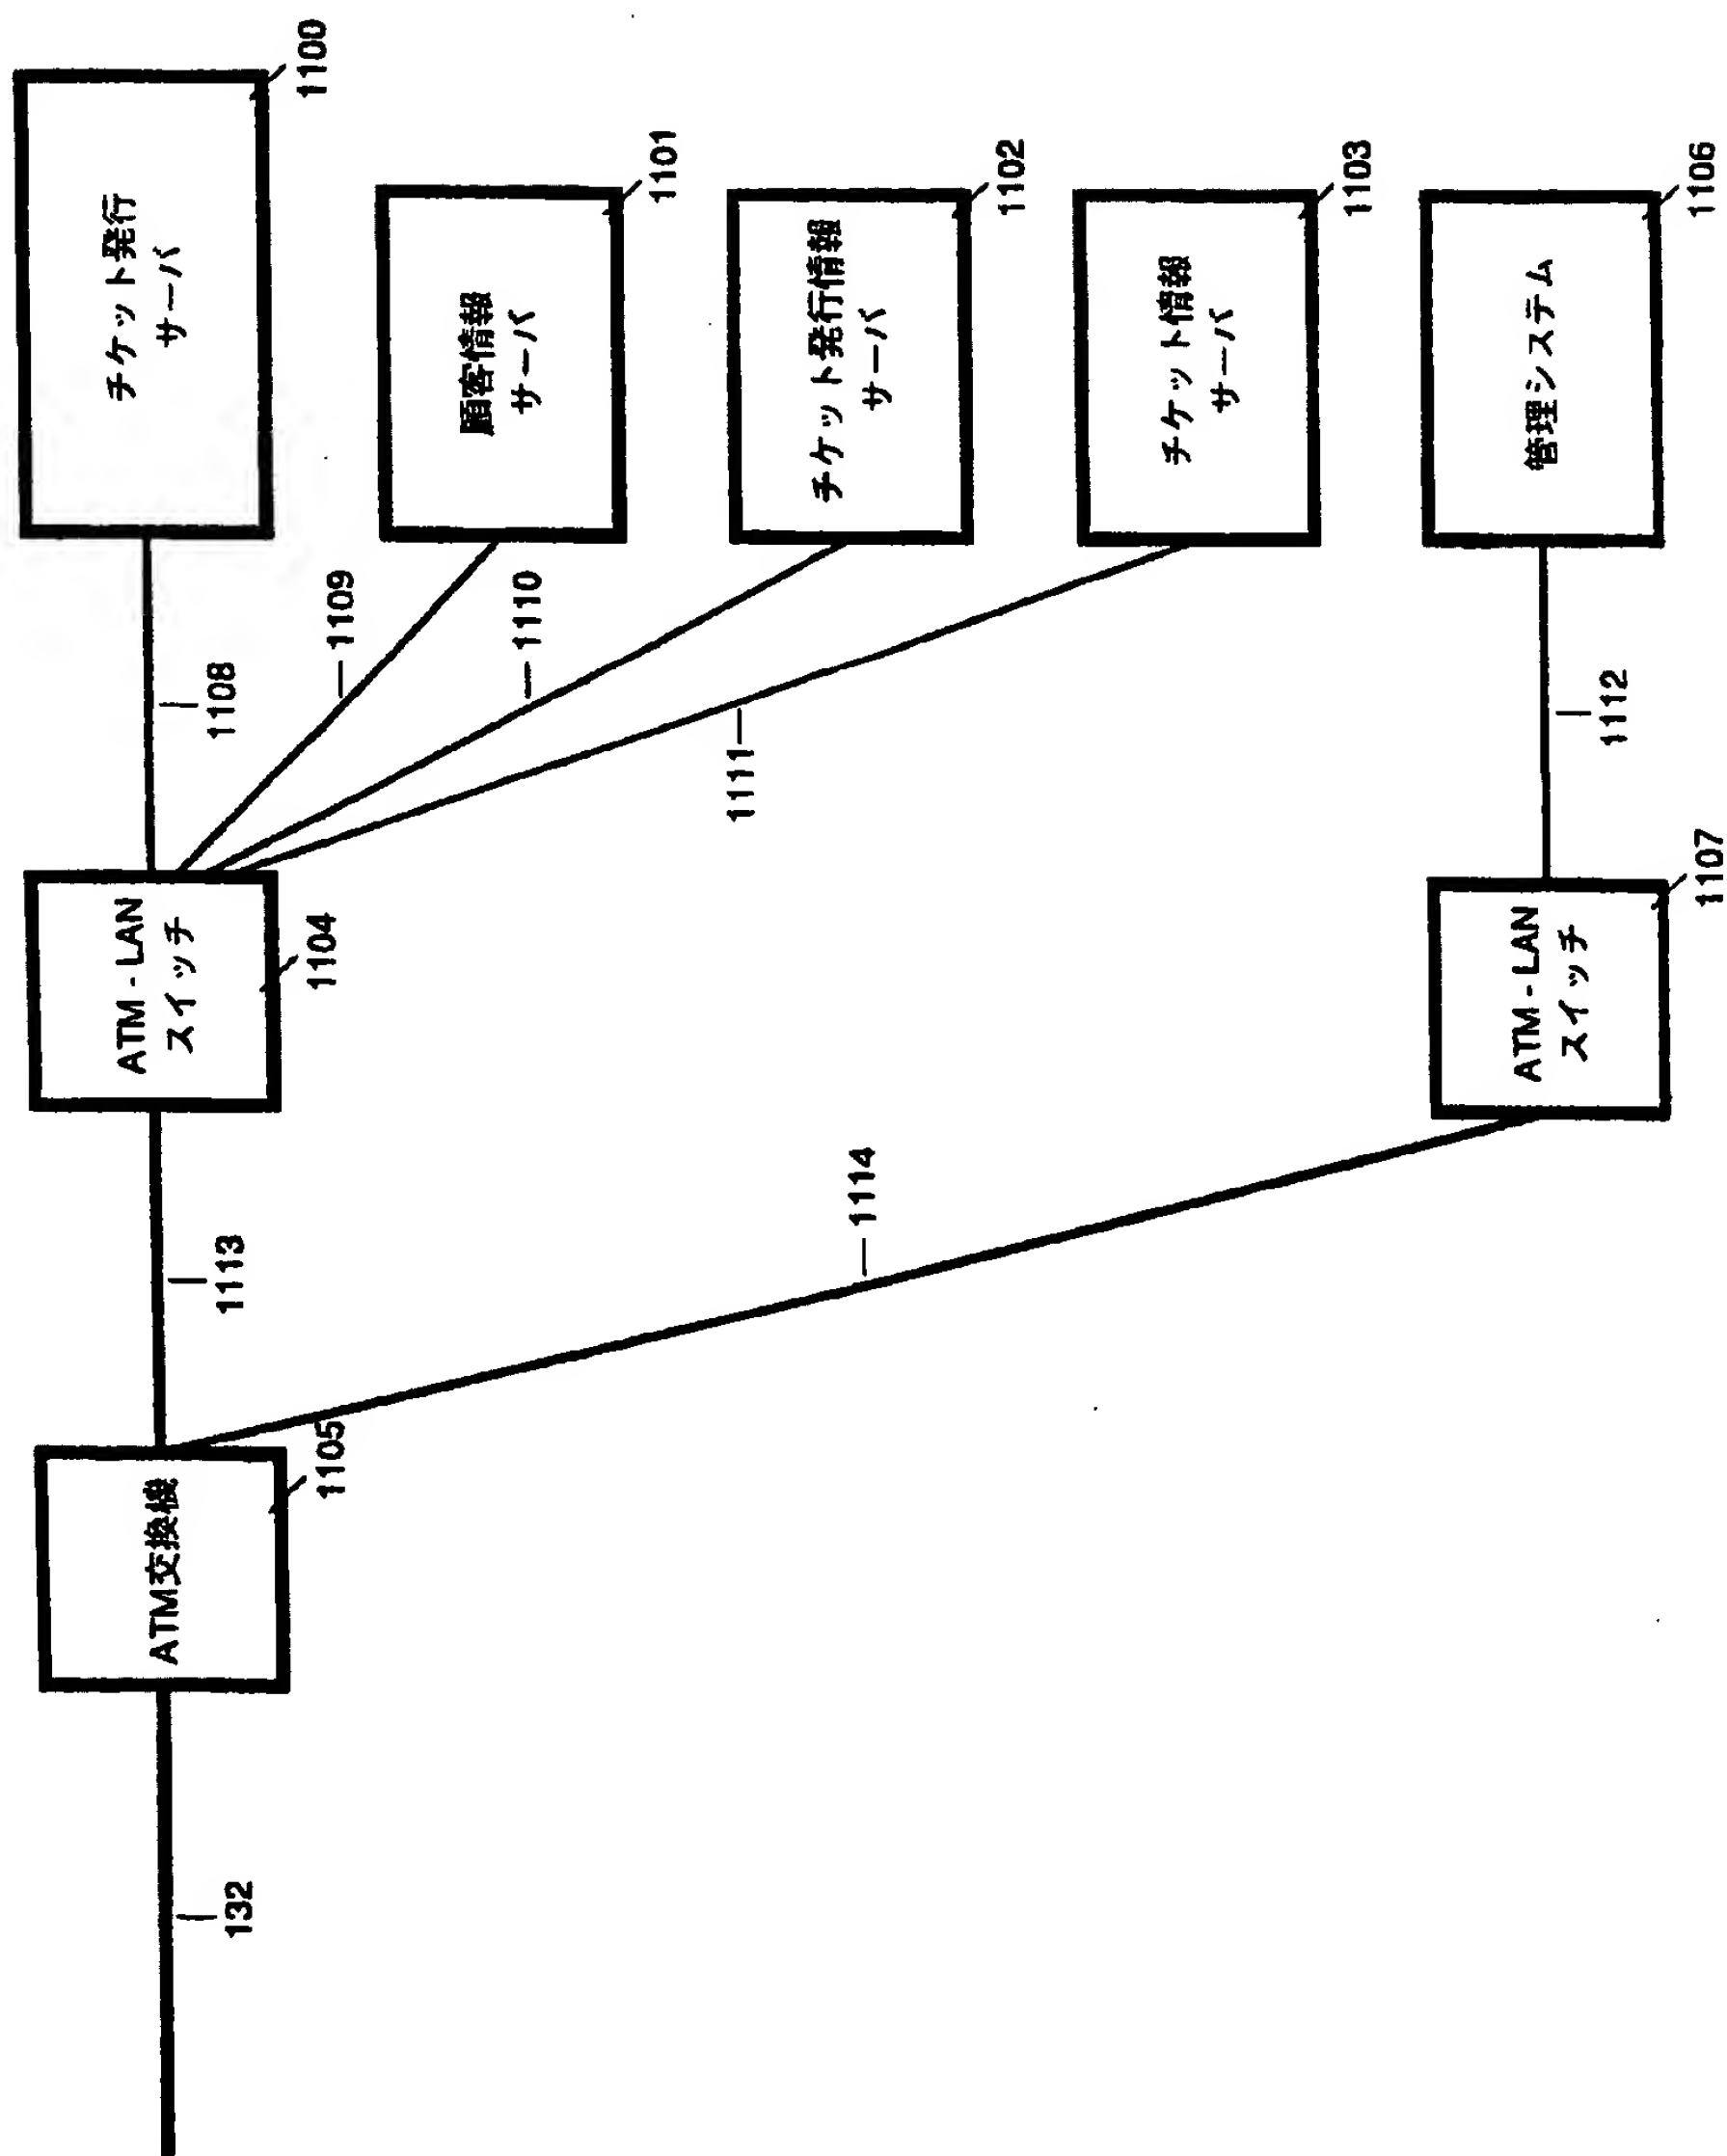 チケット発行
サーバ
1100
1108
顧客情報
サーバ
1101
1109
チケット発行情報
サーバ
1102
1110
チケット情報
サーバ
1103
1111
管理システム
1106
1112
ATM-LAN
スイッチ
1104
ATM-LAN
スイッチ
1107
1113
1114
ATM交換機
1105
132